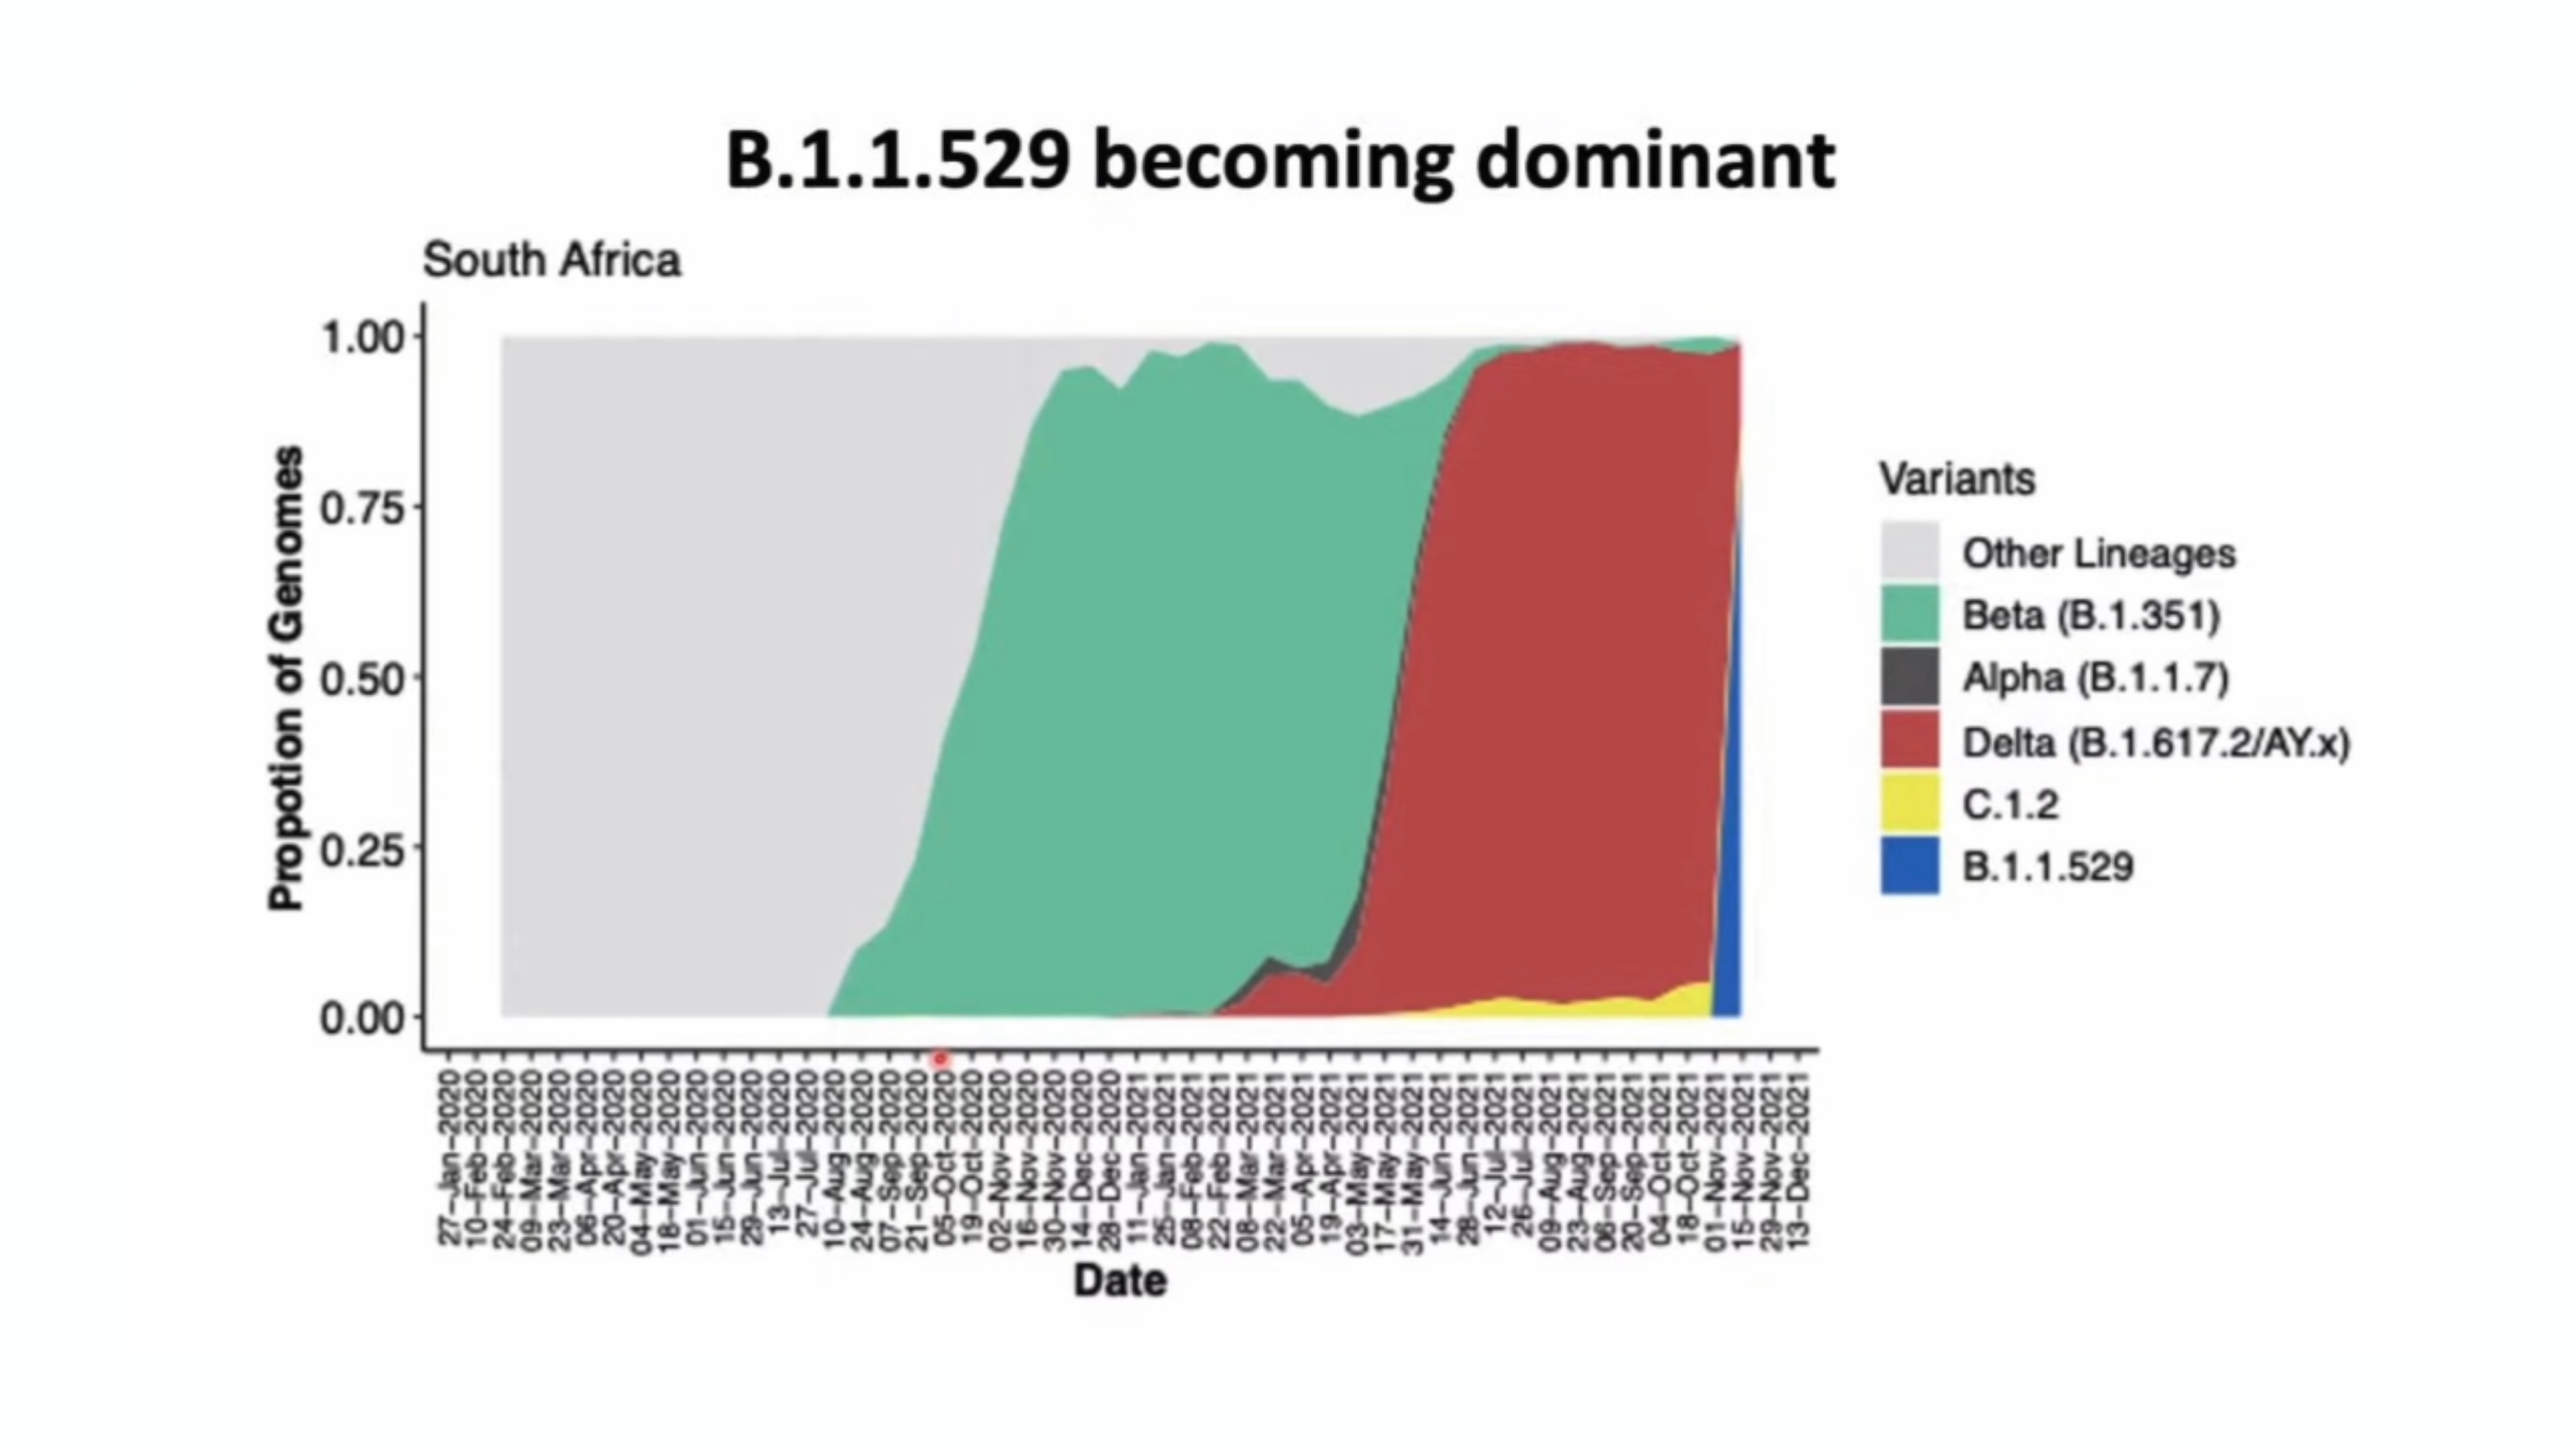 B.1.1.529 becoming dominant
South Africa
Propotion of Genomes
1.00
0.75
0.50
0.25
0.00
27-Jan-2020
10-Feb-2020
24-Feb-2020
09-Mar-2020
23-Mar-2020
06-Apr-2020
20-Apr-2020
04-May-2020
18-May-2020
01-Jun-2020
15-Jun-2020
29-Jun-2020
13-Jul-2020
27-Jul-2020
10-Aug-2020
24-Aug-2020
07-Sep-2020
21-Sep-2020
05-Oct-2020
19-Oct-2020
02-Nov-2020
16-Nov-2020
30-Nov-2020
14-Dec-2020
28-Dec-2020
11-Jan-2021
25-Jan-2021
08-Feb-2021
22-Feb-2021
08-Mar-2021
22-Mar-2021
05-Apr-2021
19-Apr-2021
03-May-2021
17-May-2021
31-May-2021
14-Jun-2021
28-Jun-2021
12-Jul-2021
26-Jul-2021
09-Aug-2021
23-Aug-2021
06-Sep-2021
20-Sep-2021
04-Oct-2021
18-Oct-2021
01-Nov-2021
15-Nov-2021
29-Nov-2021
13-Dec-2021
Date
Variants
Other Lineages
Beta (B.1.351)
Alpha (B.1.1.7)
Delta (B.1.617.2/AY.x)
C.1.2
B.1.1.529